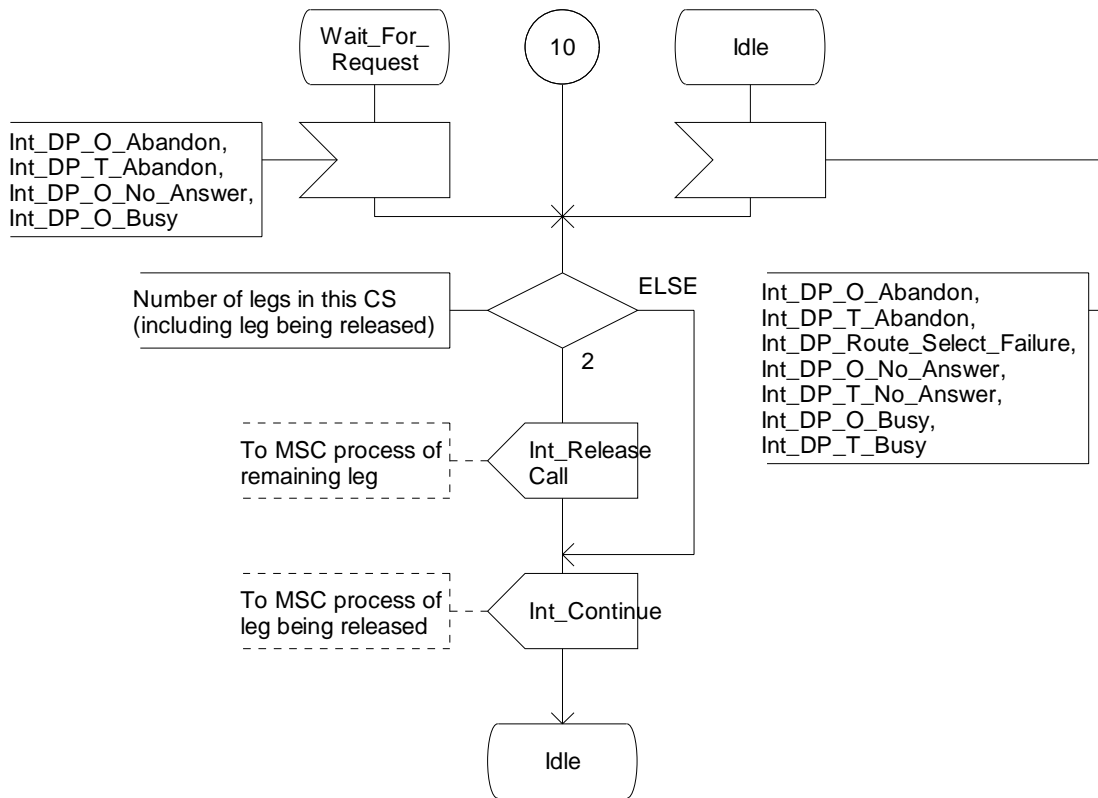 Wait_For_
Request
10
Idle
Int_DP_O_Abandon,
Int_DP_T_Abandon,
Int_DP_O_No_Answer,
Int_DP_O_Busy
Number of legs in this CS
(including leg being released)
ELSE
2
Int_DP_O_Abandon,
Int_DP_T_Abandon,
Int_DP_Route_Select_Failure,
Int_DP_O_No_Answer,
Int_DP_T_No_Answer,
Int_DP_O_Busy,
Int_DP_T_Busy
To MSC process of
remaining leg
Int_Release
Call
To MSC process of
leg being released
Int_Continue
Idle